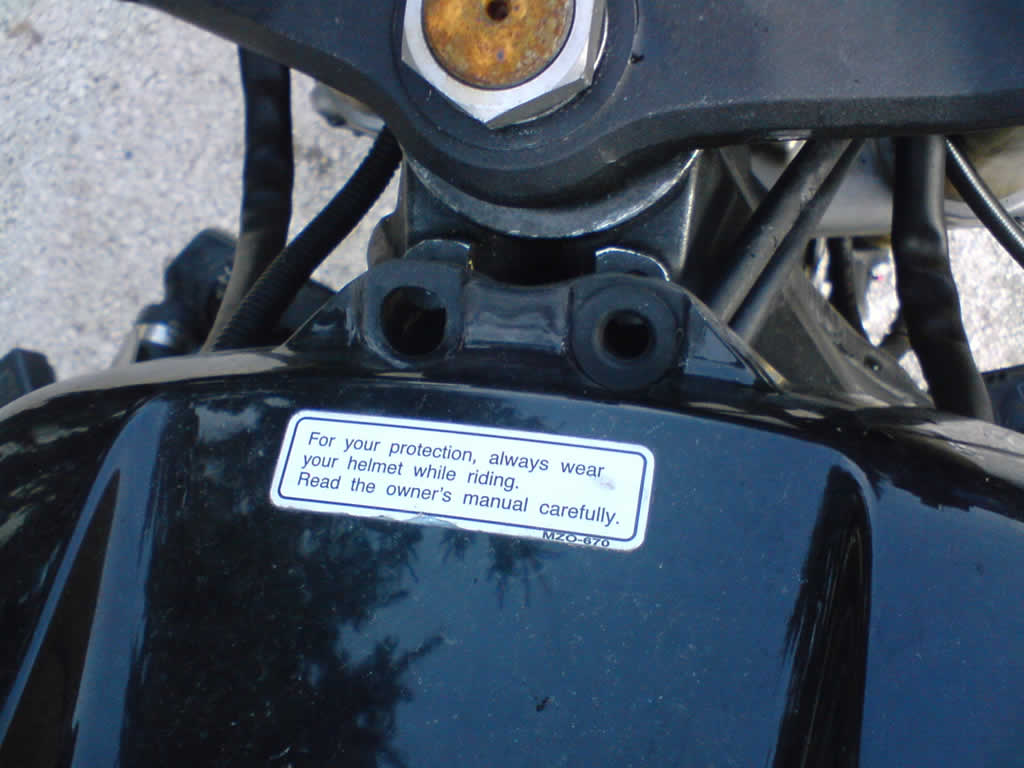 For your protection, always wear
your helmet while riding.
Read the owner's manual carefully.
MZO-670